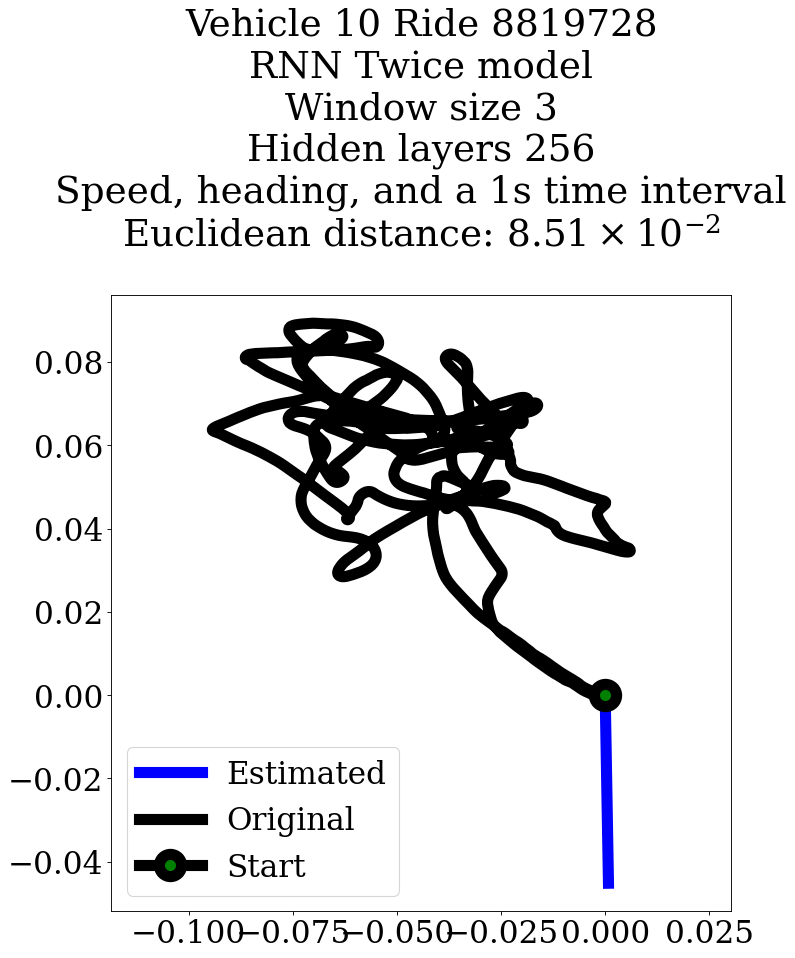 Vehicle 10 Ride 8819728
RNN Twice model
Window size 3
Hidden layers 256
Speed, heading, and a 1s time interval
Euclidean distance: 8.51 × 10⁻²
0.08
0.06
0.04
0.02
0.00
−0.02
−0.04
Estimated
Original
Start
−0.100 −0.075 −0.050 −0.025 0.000 0.025